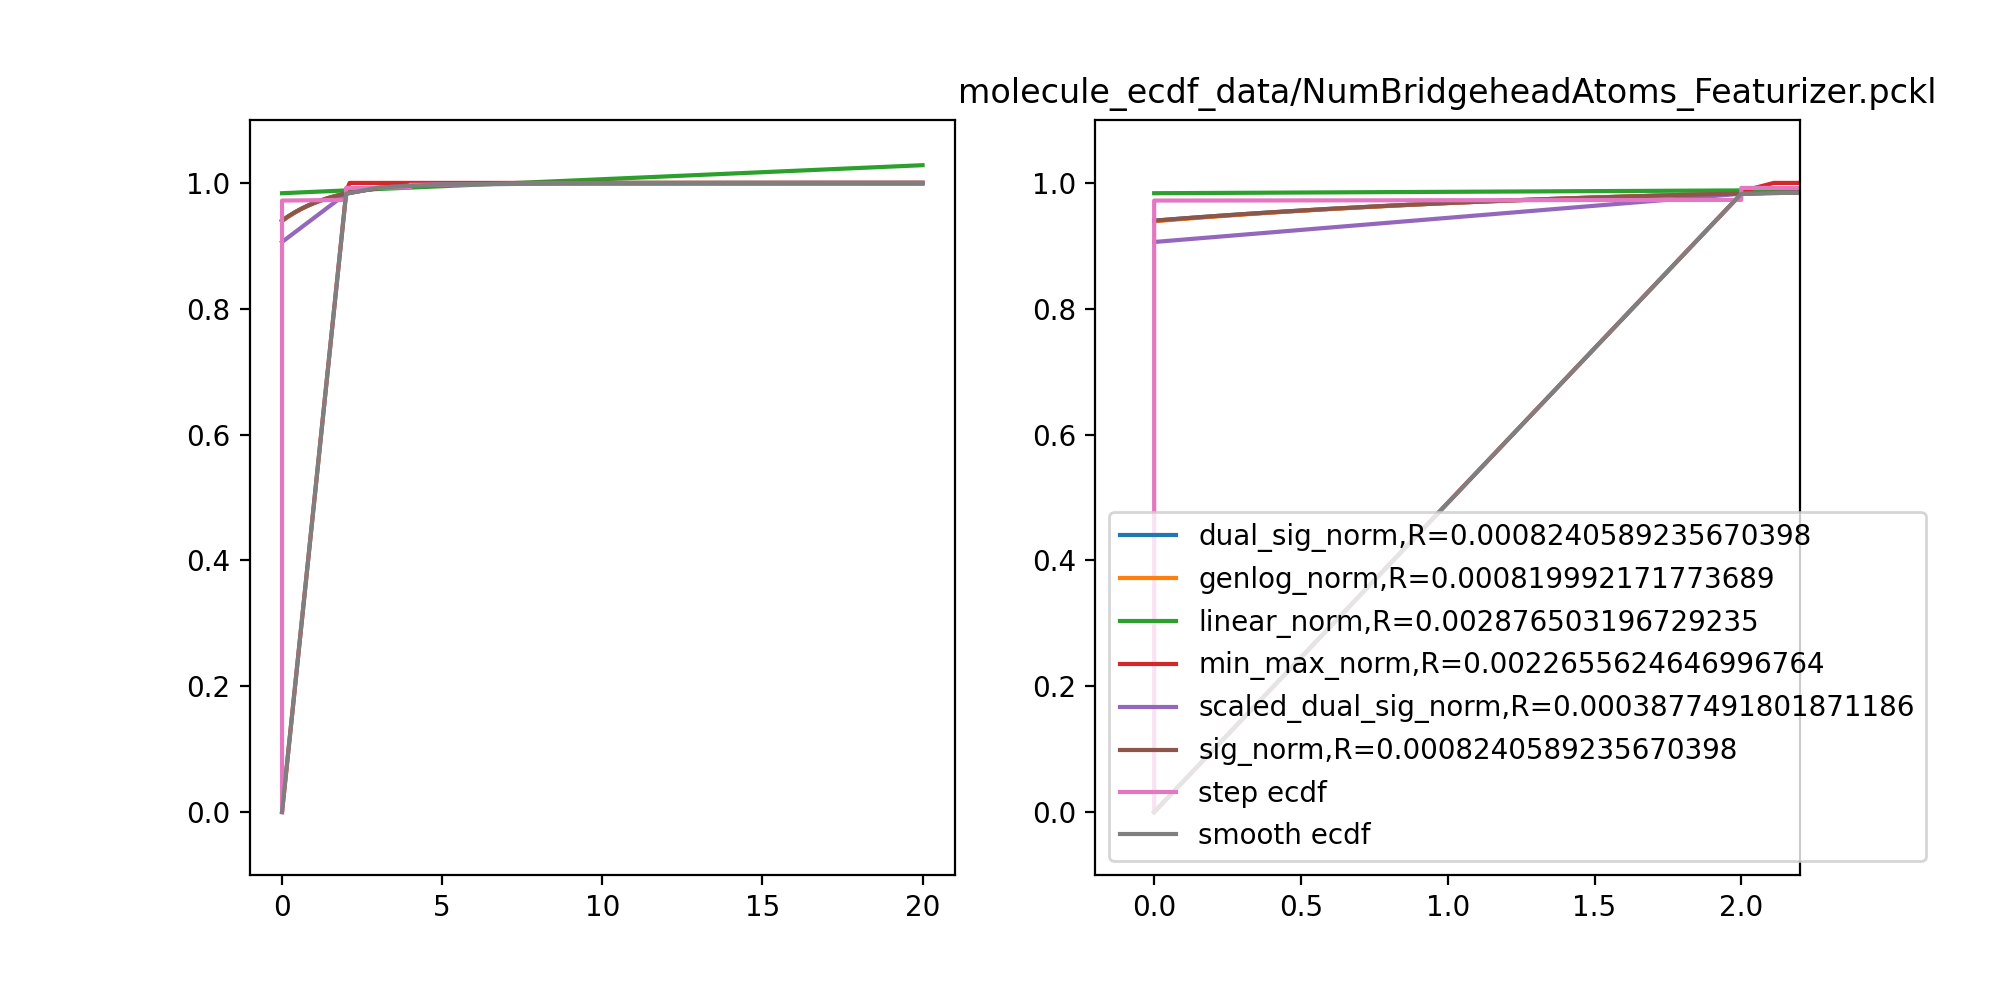 molecule_ecdf_data/NumBridgeheadAtoms_Featurizer.pckl
1.0
0.8
0.6
0.4
0.2
0.0
0
5
10
15
20
1.0
0.8
0.6
0.4
0.2
0.0
0.0
0.5
1.0
1.5
2.0
dual_sig_norm,R=0.0008240589235670398
genlog_norm,R=0.000819992171773689
linear_norm,R=0.002876503196729235
min_max_norm,R=0.0022655624646996764
scaled_dual_sig_norm,R=0.0003877491801871186
sig_norm,R=0.0008240589235670398
step ecdf
smooth ecdf